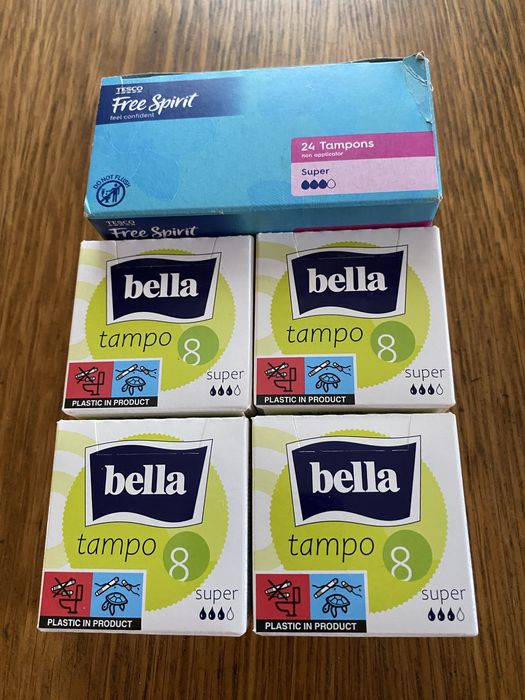 TESCO
Free Spirit
feel confident
24 Tampons
non applicator
Super
DO NOT FLUSH
TESCO
Free Spirit
bella
tampo 8
super
PLASTIC IN PRODUCT
bella
tampo 8
super
PLASTIC IN PRODUCT
bella
tampo 8
super
PLASTIC IN PRODUCT
bella
tampo 8
super
PLASTIC IN PRODUCT